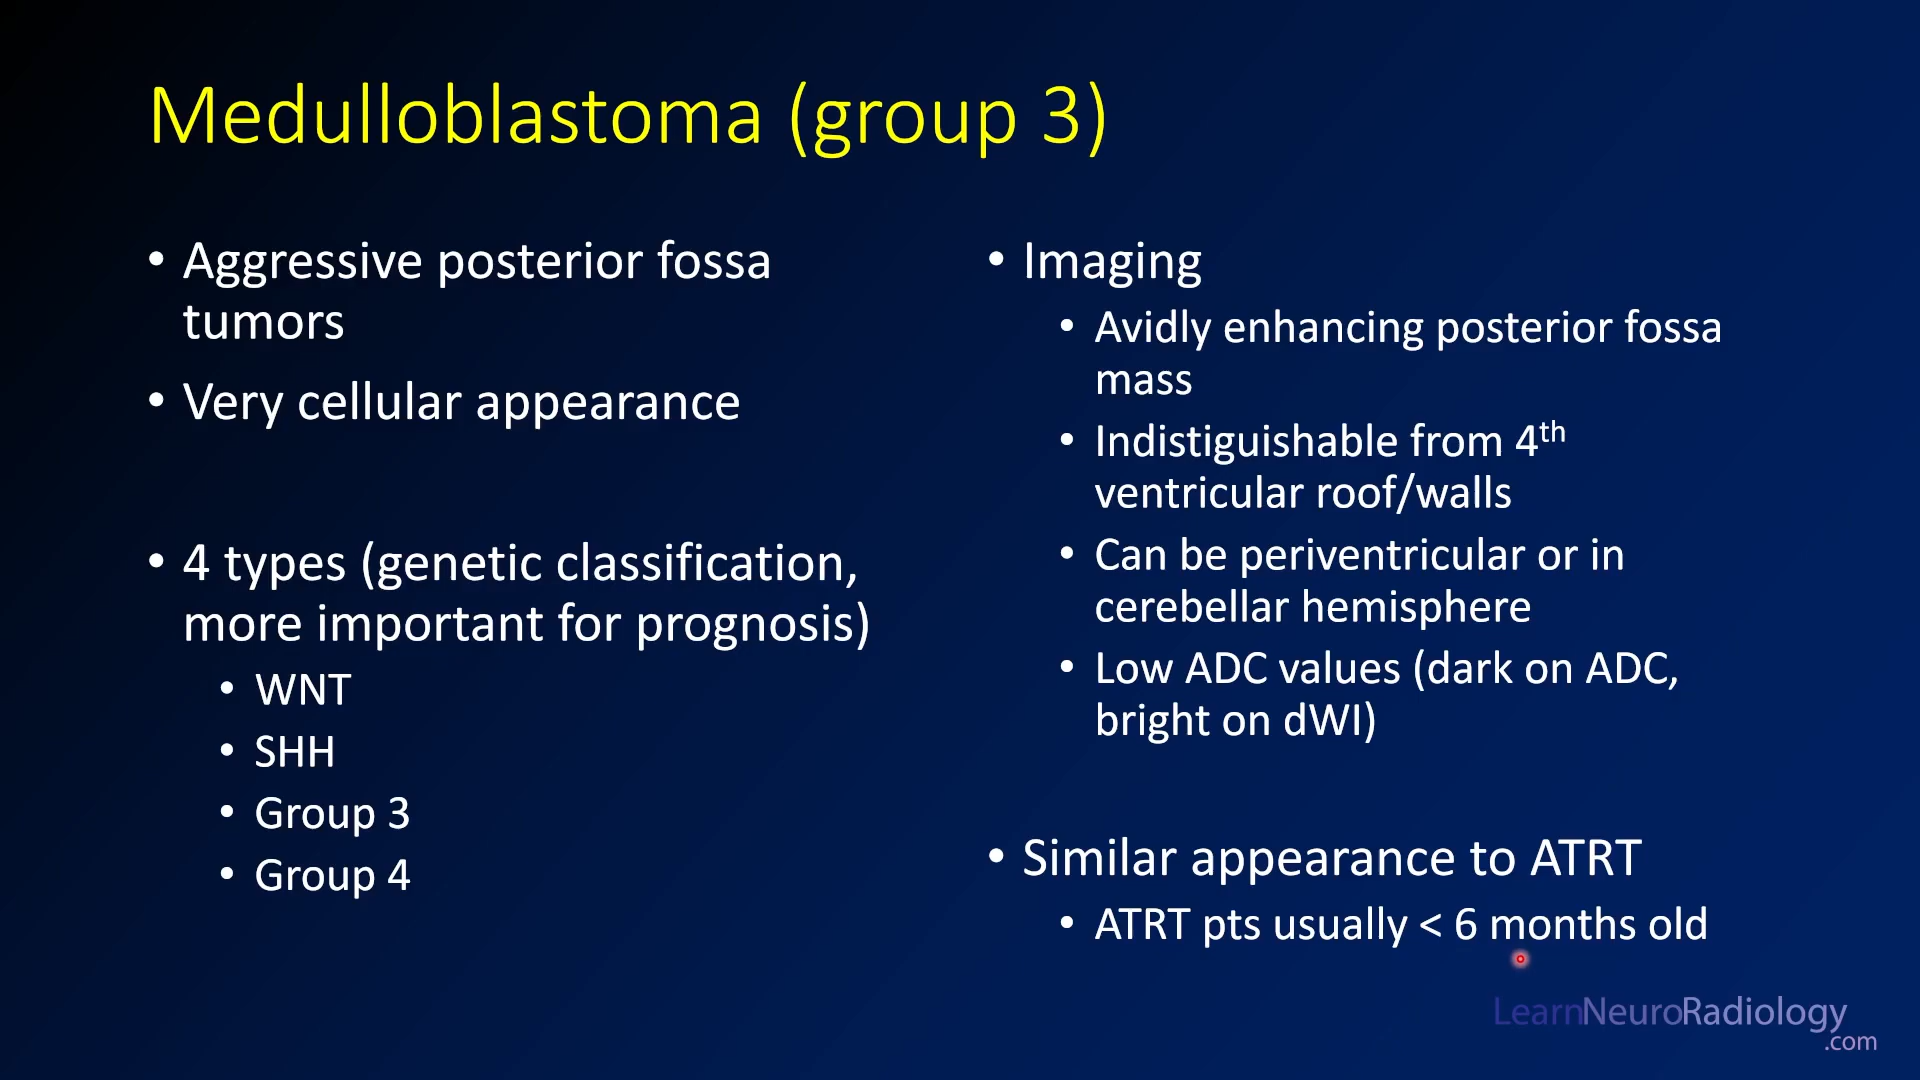 Medulloblastoma (group 3)
• Aggressive posterior fossa
tumors
• Very cellular appearance
• 4 types (genetic classification,
more important for prognosis)
• WNT
• SHH
• Group 3
• Group 4
• Imaging
• Avidly enhancing posterior fossa
mass
• Indistiguishable from 4th
ventricular roof/walls
• Can be periventricular or in
cerebellar hemisphere
• Low ADC values (dark on ADC,
bright on dWI)
• Similar appearance to ATRT
• ATRT pts usually < 6 months old
LearnNeuroRadiology
.com